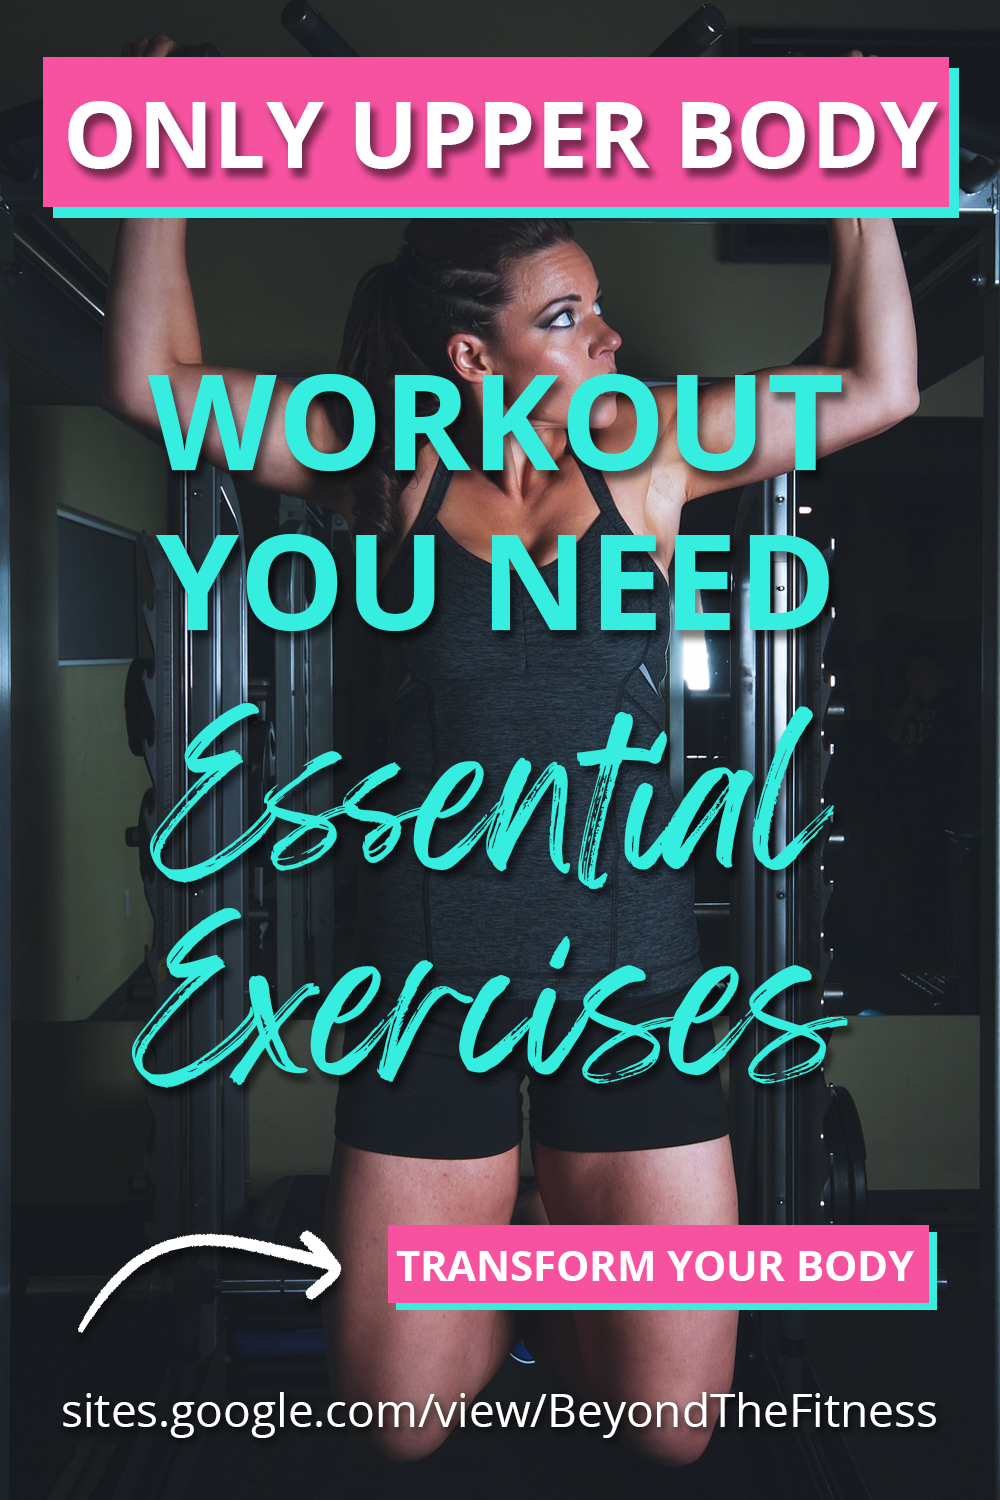 ONLY UPPER BODY
WORKOUT
YOU NEED
Essential
Exercises
TRANSFORM YOUR BODY
sites.google.com/view/BeyondTheFitness